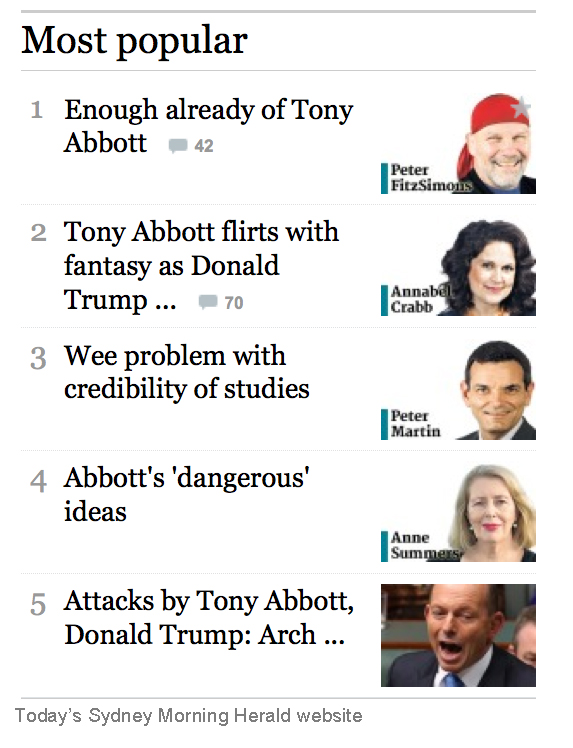 Most popular
1 Enough already of Tony
Abbott 42
Peter
FitzSimons
2 Tony Abbott flirts with
fantasy as Donald
Trump ... 70
Annabel
Crabb
3 Wee problem with
credibility of studies
Peter
Martin
4 Abbott's 'dangerous'
ideas
Anne
Summers
5 Attacks by Tony Abbott,
Donald Trump: Arch ...
Today's Sydney Morning Herald website